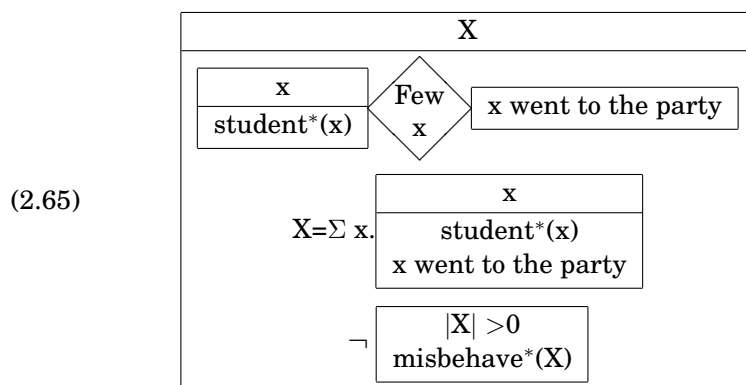 X
x
student*(x)
Few
x
x went to the party
(2.65)
X=Σ x.
x
student*(x)
x went to the party
¬
|X| >0
misbehave*(X)